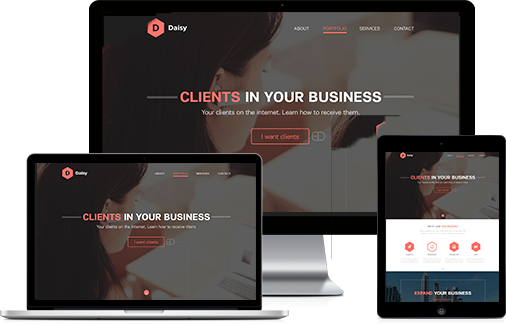 D Daisy
ABOUT PORTFOLIO SERVICES CONTACT
CLIENTS IN YOUR BUSINESS
Your clients on the internet. Learn how to receive them.
I want clients
D Daisy
ABOUT PORTFOLIO SERVICES CONTACT
CLIENTS IN YOUR BUSINESS
Your clients on the internet. Learn how to receive them.
I want clients
Daisy
CLIENTS IN YOUR BUSINESS
EXPAND YOUR BUSINESS